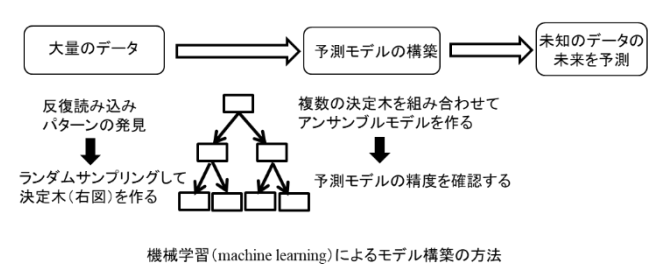 大量のデータ
予測モデルの構築
未知のデータの
未来を予測
反復読み込み
パターンの発見
ランダムサンプリングして
決定木(右図)を作る
複数の決定木を組み合わせて
アンサンブルモデルを作る
予測モデルの精度を確認する
機械学習(machine learning)によるモデル構築の方法